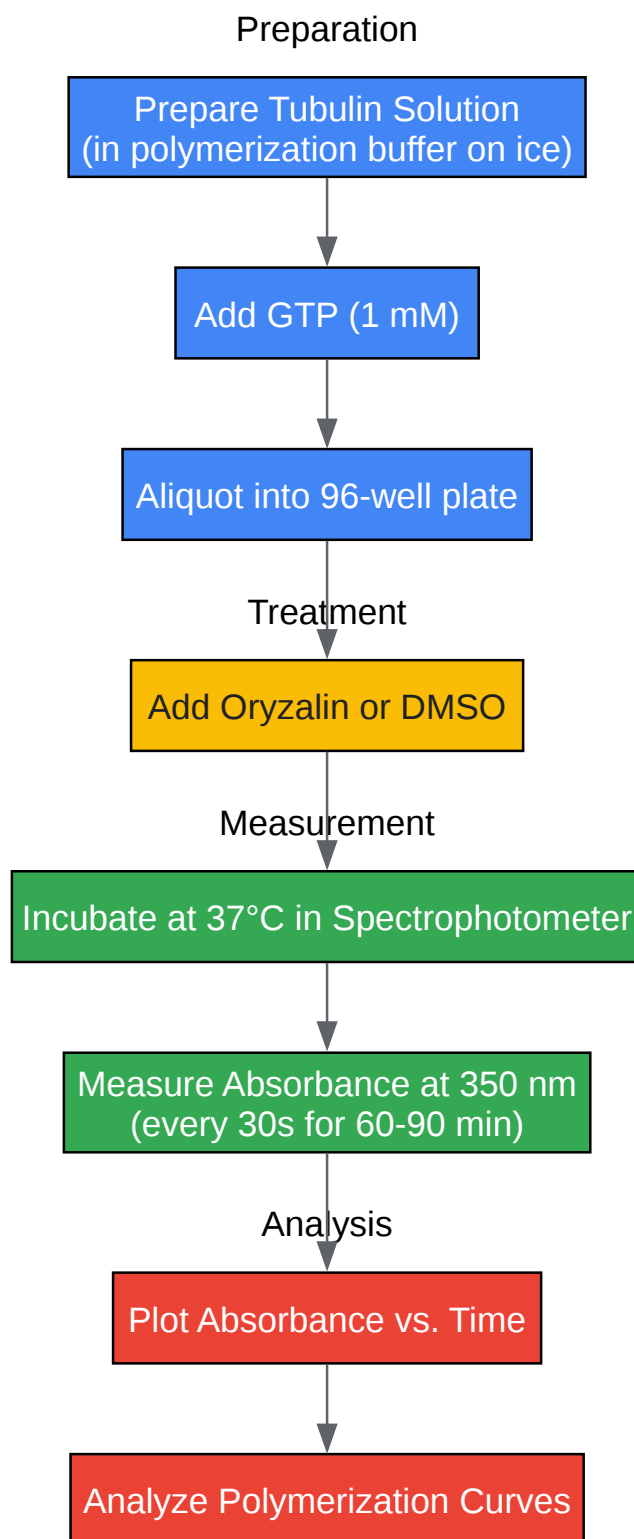 Preparation
Prepare Tubulin Solution
(in polymerization buffer on ice)
Add GTP (1 mM)
Aliquot into 96-well plate
Treatment
Add Oryzalin or DMSO
Measurement
Incubate at 37°C in Spectrophotometer
Measure Absorbance at 350 nm
(every 30s for 60-90 min)
Analysis
Plot Absorbance vs. Time
Analyze Polymerization Curves